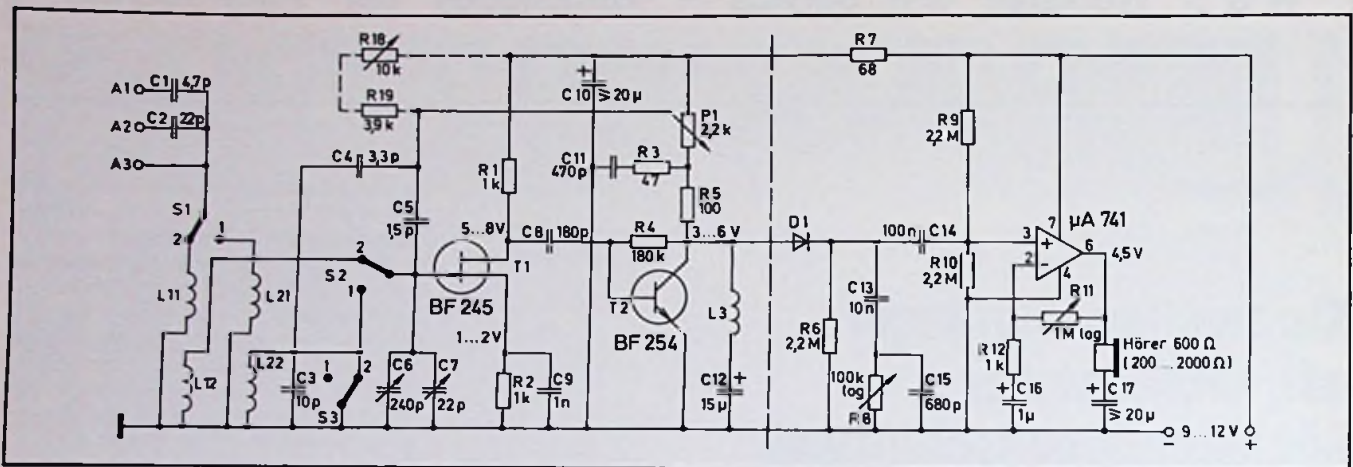 A1
C1
4,7p
A2
C2
22p
A3
S1
2
1
L11
L21
L12
L22
R18
10 k
R19
3,9k
C4
3,3p
C5
1,5p
S2
2
1
C3
10p
1
2
S3
C6
240p
C7
22p
5...8V
T1
BF 245
1...2V
R1
1k
R2
1k
C9
1n
C8
180p
+
C10
≥ 20µ
C11
470p
R3
47
P1
2,2 k
R5
100
R4
180k
3...6 V
T2
BF 254
L3
C12
+
15µ
R7
68
D1
R6
2,2M
C13
10n
100k
log
R8
C15
680p
100n
C14
R9
2,2 M
R10
2,2M
µA 741
3
+
2
-
7
4
6
4,5V
R11
1M log
R12
1k
+
C16
1µ
Hörer 600 Ω
(200 ... 2000 Ω)
+
C17
≥ 20µ
9...12 V
-
+